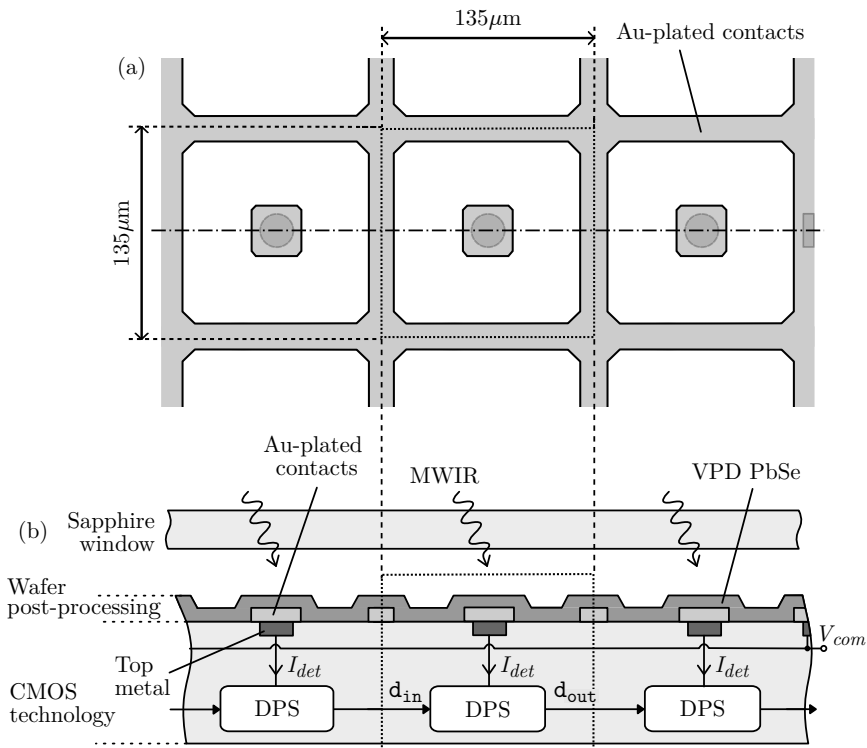 135μm
Au-plated contacts
(a)
135μm
Au-plated
contacts
MWIR
VPD PbSe
(b)
Sapphire
window
Wafer
post-processing
V_com
Top
metal
I_det
I_det
I_det
CMOS
technology
d_in
d_out
DPS
DPS
DPS